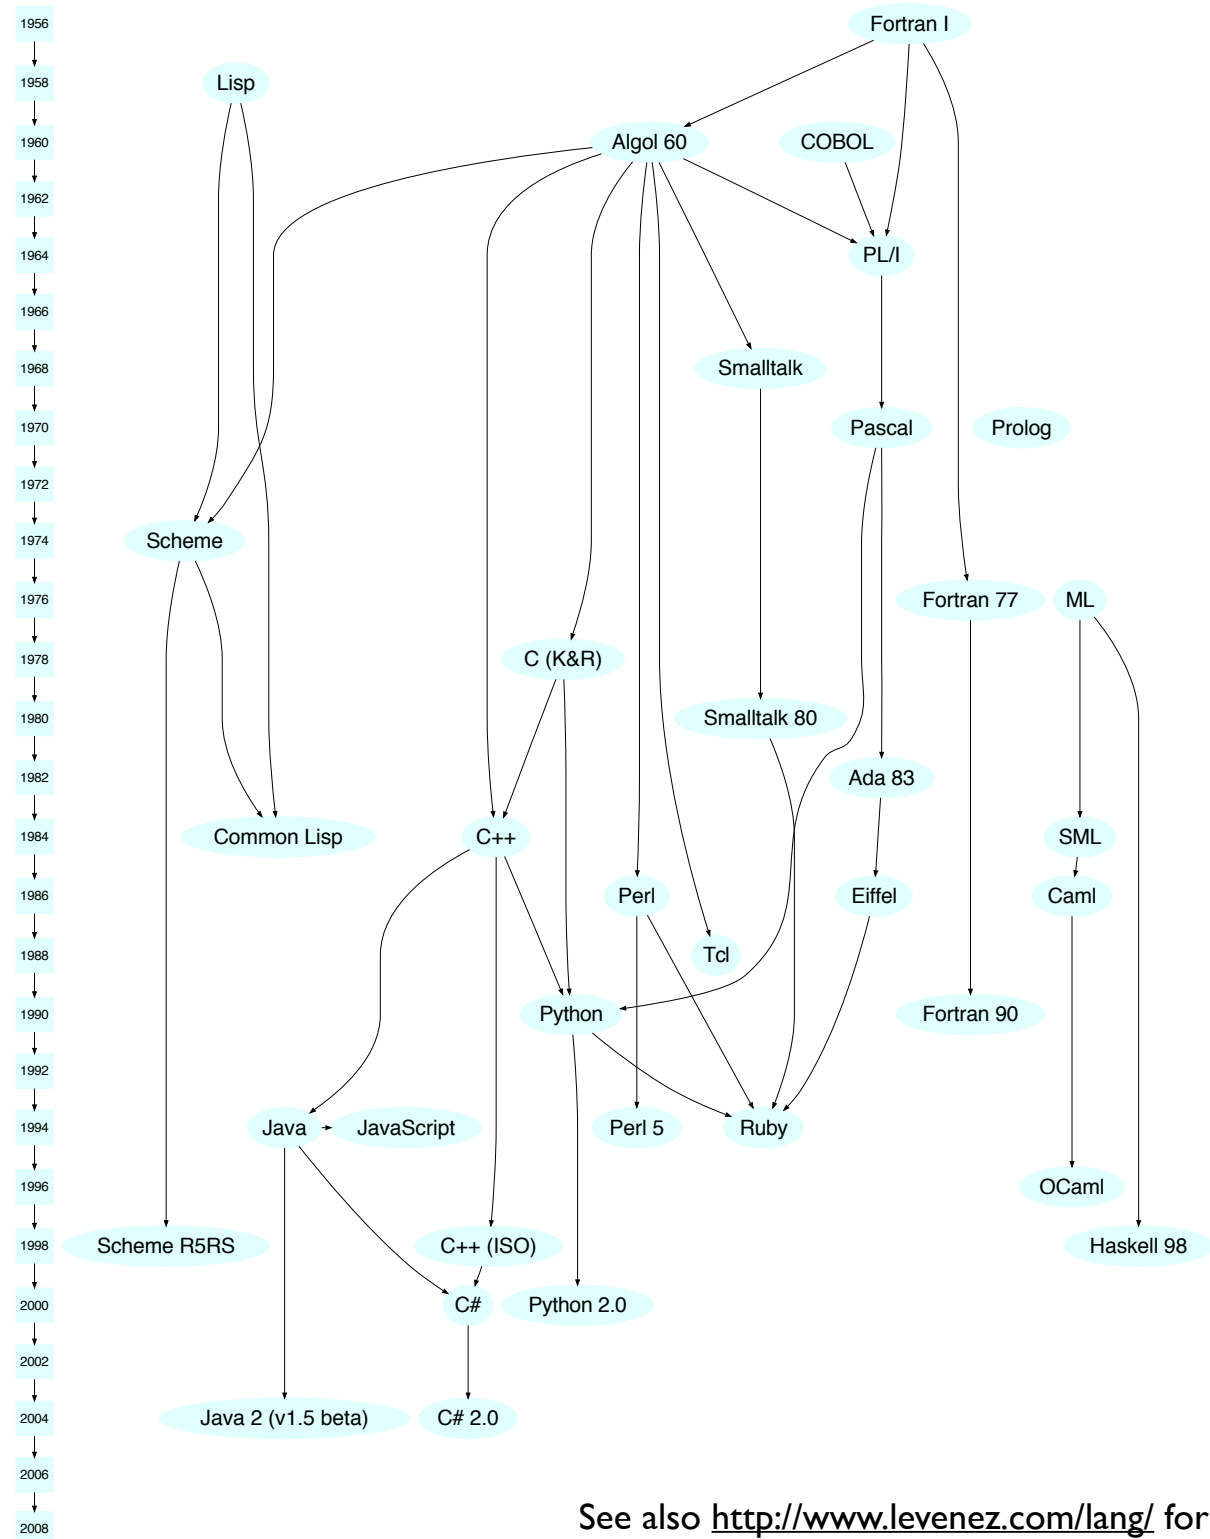 1956
Fortran I
1958
Lisp
1960
Algol 60
COBOL
1962
1964
PL/I
1966
1968
Smalltalk
1970
Pascal
Prolog
1972
1974
Scheme
1976
Fortran 77
ML
1978
C (K&R)
1980
Smalltalk 80
1982
Ada 83
1984
Common Lisp
C++
SML
1986
Perl
Eiffel
Caml
1988
Tcl
1990
Python
Fortran 90
1992
1994
Java
JavaScript
Perl 5
Ruby
1996
OCaml
1998
Scheme R5RS
C++ (ISO)
Haskell 98
2000
C#
Python 2.0
2002
2004
Java 2 (v1.5 beta)
C# 2.0
2006
2008
See also http://www.levenez.com/lang/ for